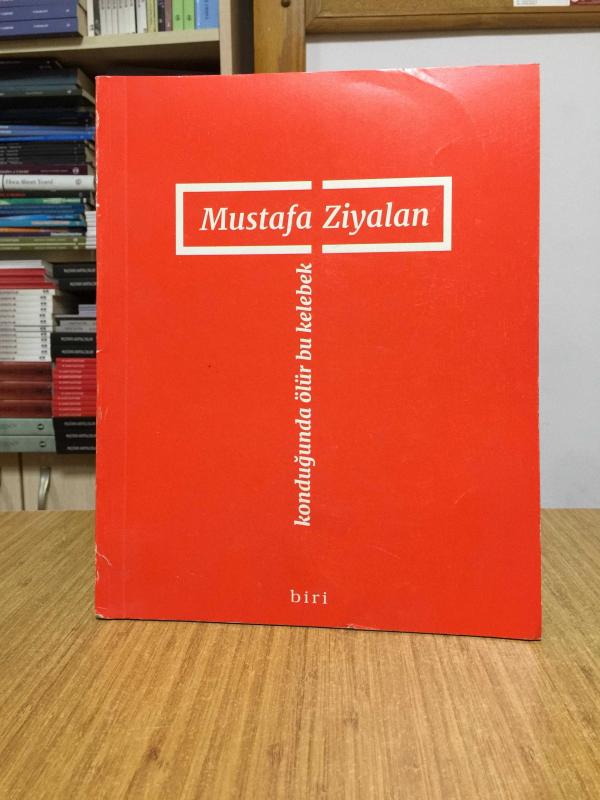 Mustafa Ziyalan
konduğunda ölür bu kelebek
biri